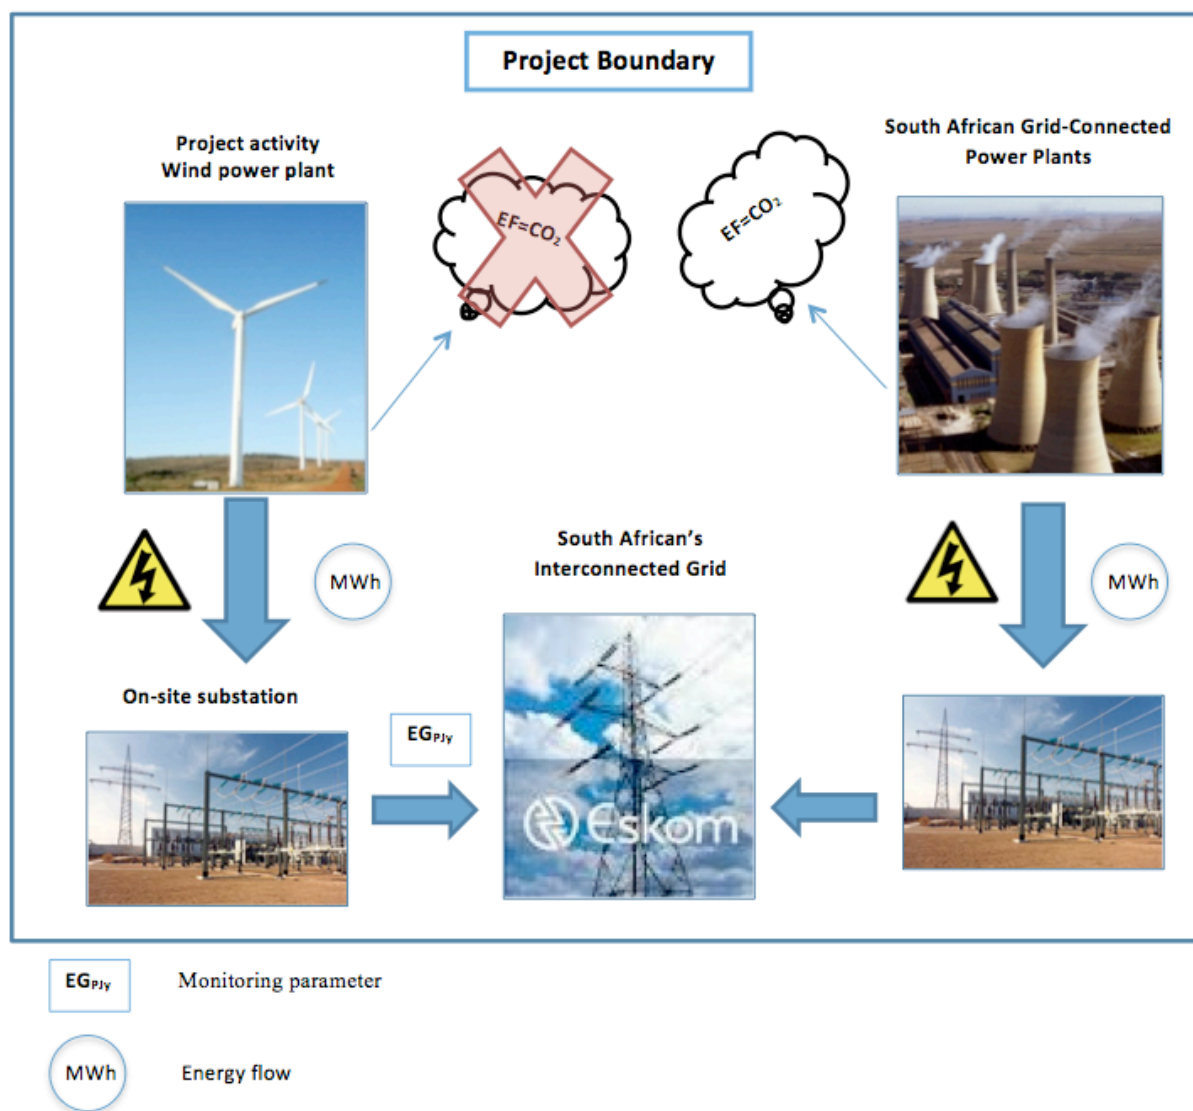 Project Boundary
Project activity
Wind power plant
South African Grid-Connected
Power Plants
EF=CO₂
EF=CO₂
MWh
South African's
Interconnected Grid
MWh
On-site substation
EGPJy
Eskom
EGPJy Monitoring parameter
MWh Energy flow